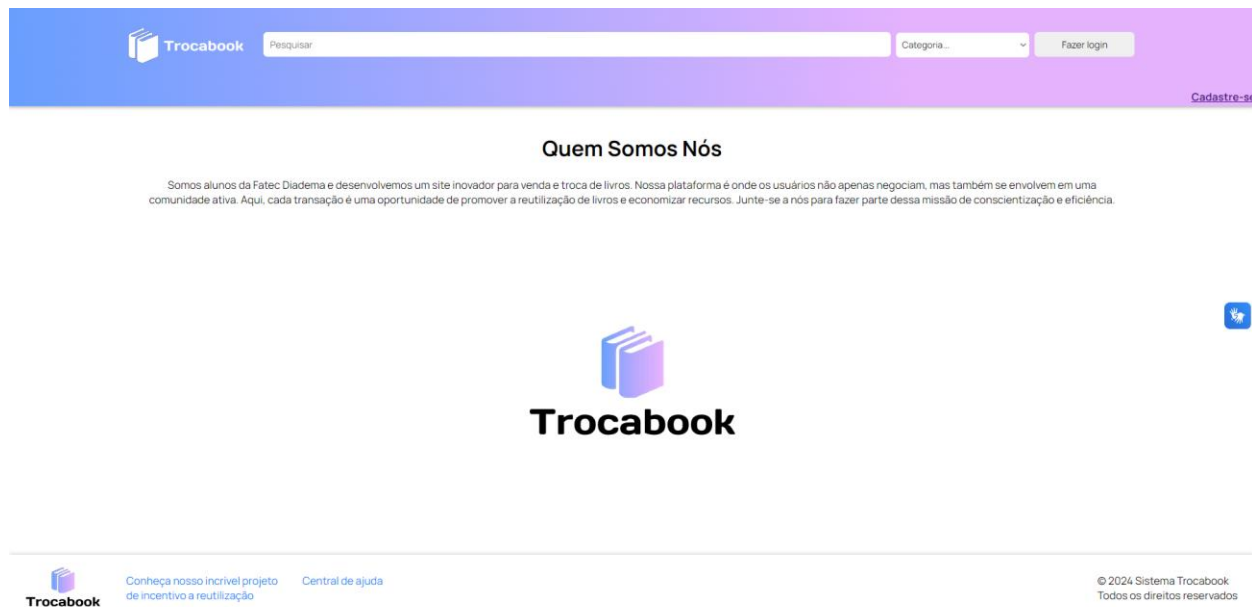 Trocabook
Pesquisar
Categoria...
Fazer login
Cadastre-se
Quem Somos Nós
Somos alunos da Fatec Diadema e desenvolvemos um site inovador para venda e troca de livros. Nossa plataforma é onde os usuários não apenas negociam, mas também se envolvem em uma
comunidade ativa. Aqui, cada transação é uma oportunidade de promover a reutilização de livros e economizar recursos. Junte-se a nós para fazer parte dessa missão de conscientização e eficiência.
Trocabook
Trocabook
Conheça nosso incrível projeto
de incentivo a reutilização
Central de ajuda
© 2024 Sistema Trocabook
Todos os direitos reservados